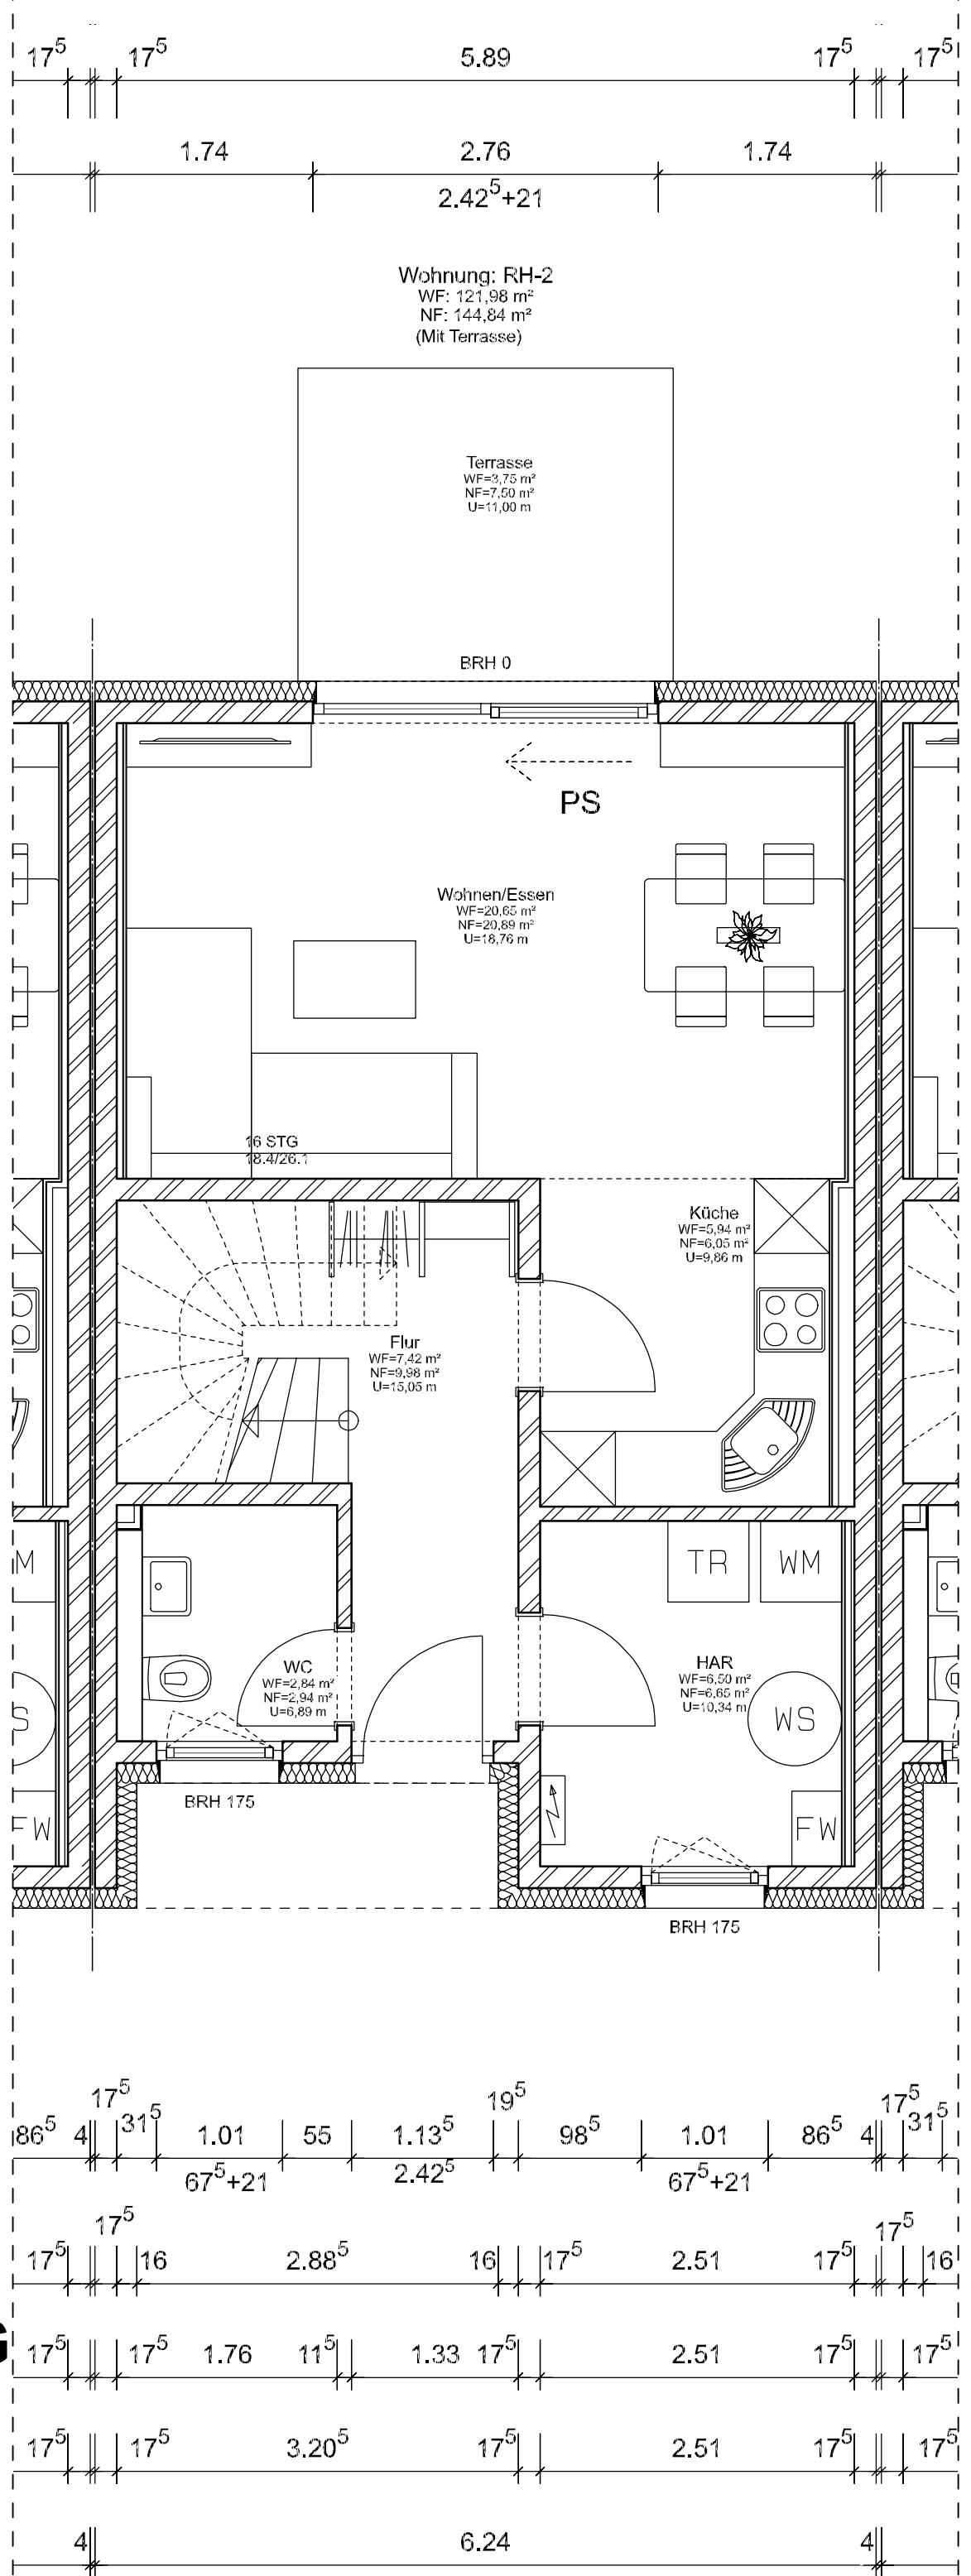 17⁵ 17⁵ 5.89 17⁵ 17⁵
1.74 2.76 1.74
2.42⁵+21
Wohnung: RH-2
WF: 121,98 m²
NF: 144,84 m²
(Mit Terrasse)
Terrasse
WF=3,75 m²
NF=7,50 m²
U=11,00 m
BRH 0
PS
Wohnen/Essen
WF=20,65 m²
NF=20,89 m²
U=18,76 m
16 STG
18.4/26.1
Küche
WF=5,94 m²
NF=6,05 m²
U=9,86 m
Flur
WF=7,42 m²
NF=9,98 m²
U=15,05 m
M TR WM
WC
WF=2,84 m²
NF=2,94 m²
U=6,89 m
HAR
WF=6,50 m²
NF=6,65 m²
U=10,34 m
S WS
FW FW
BRH 175
BRH 175
17⁵ 19⁵ 17⁵
86⁵ 4 31⁵ 1.01 55 1.13⁵ 98⁵ 1.01 86⁵ 4 31⁵
67⁵+21 2.42⁵ 67⁵+21
17⁵ 17⁵
17⁵ 16 2.88⁵ 16 17⁵ 2.51 17⁵ 16
G 17⁵ 17⁵ 1.76 11⁵ 1.33 17⁵ 2.51 17⁵ 17⁵
17⁵ 17⁵ 3.20⁵ 17⁵ 2.51 17⁵ 17⁵
4 6.24 4